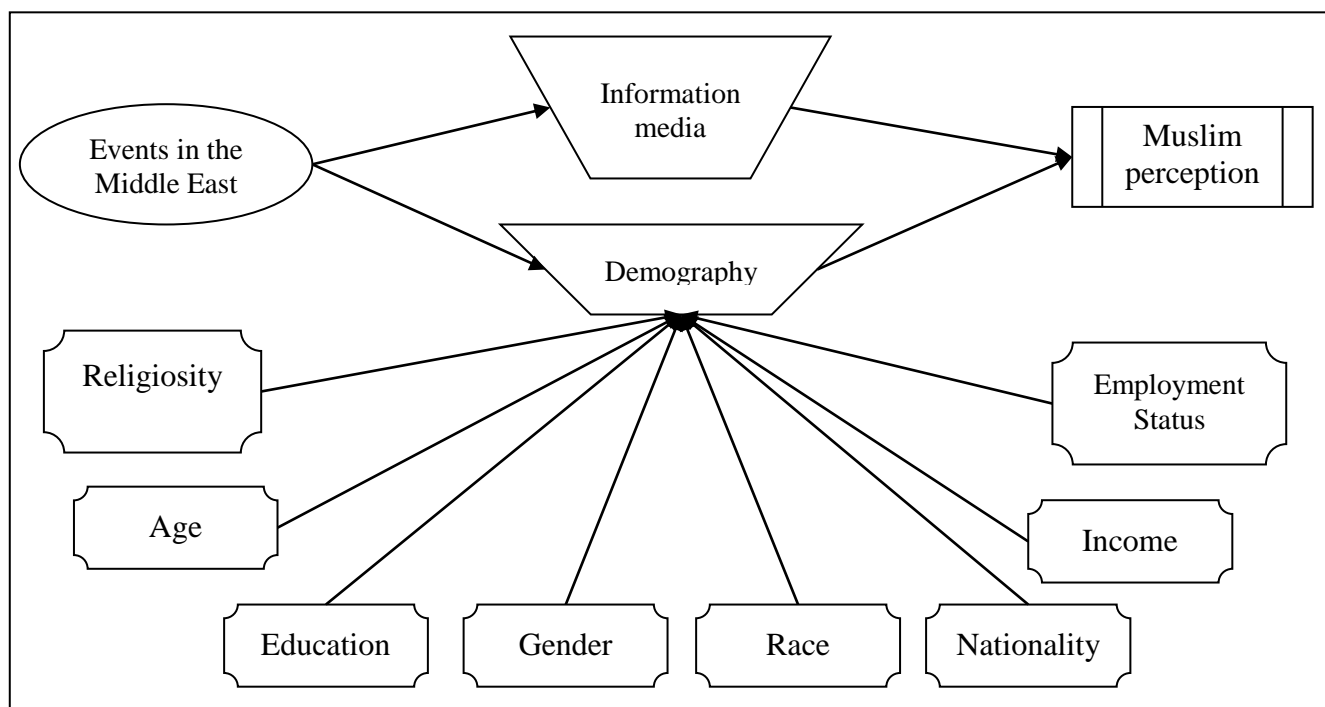 Information
media
Events in the
Middle East
Muslim
perception
Demography
Religiosity
Employment
Status
Age
Income
Education
Gender
Race
Nationality